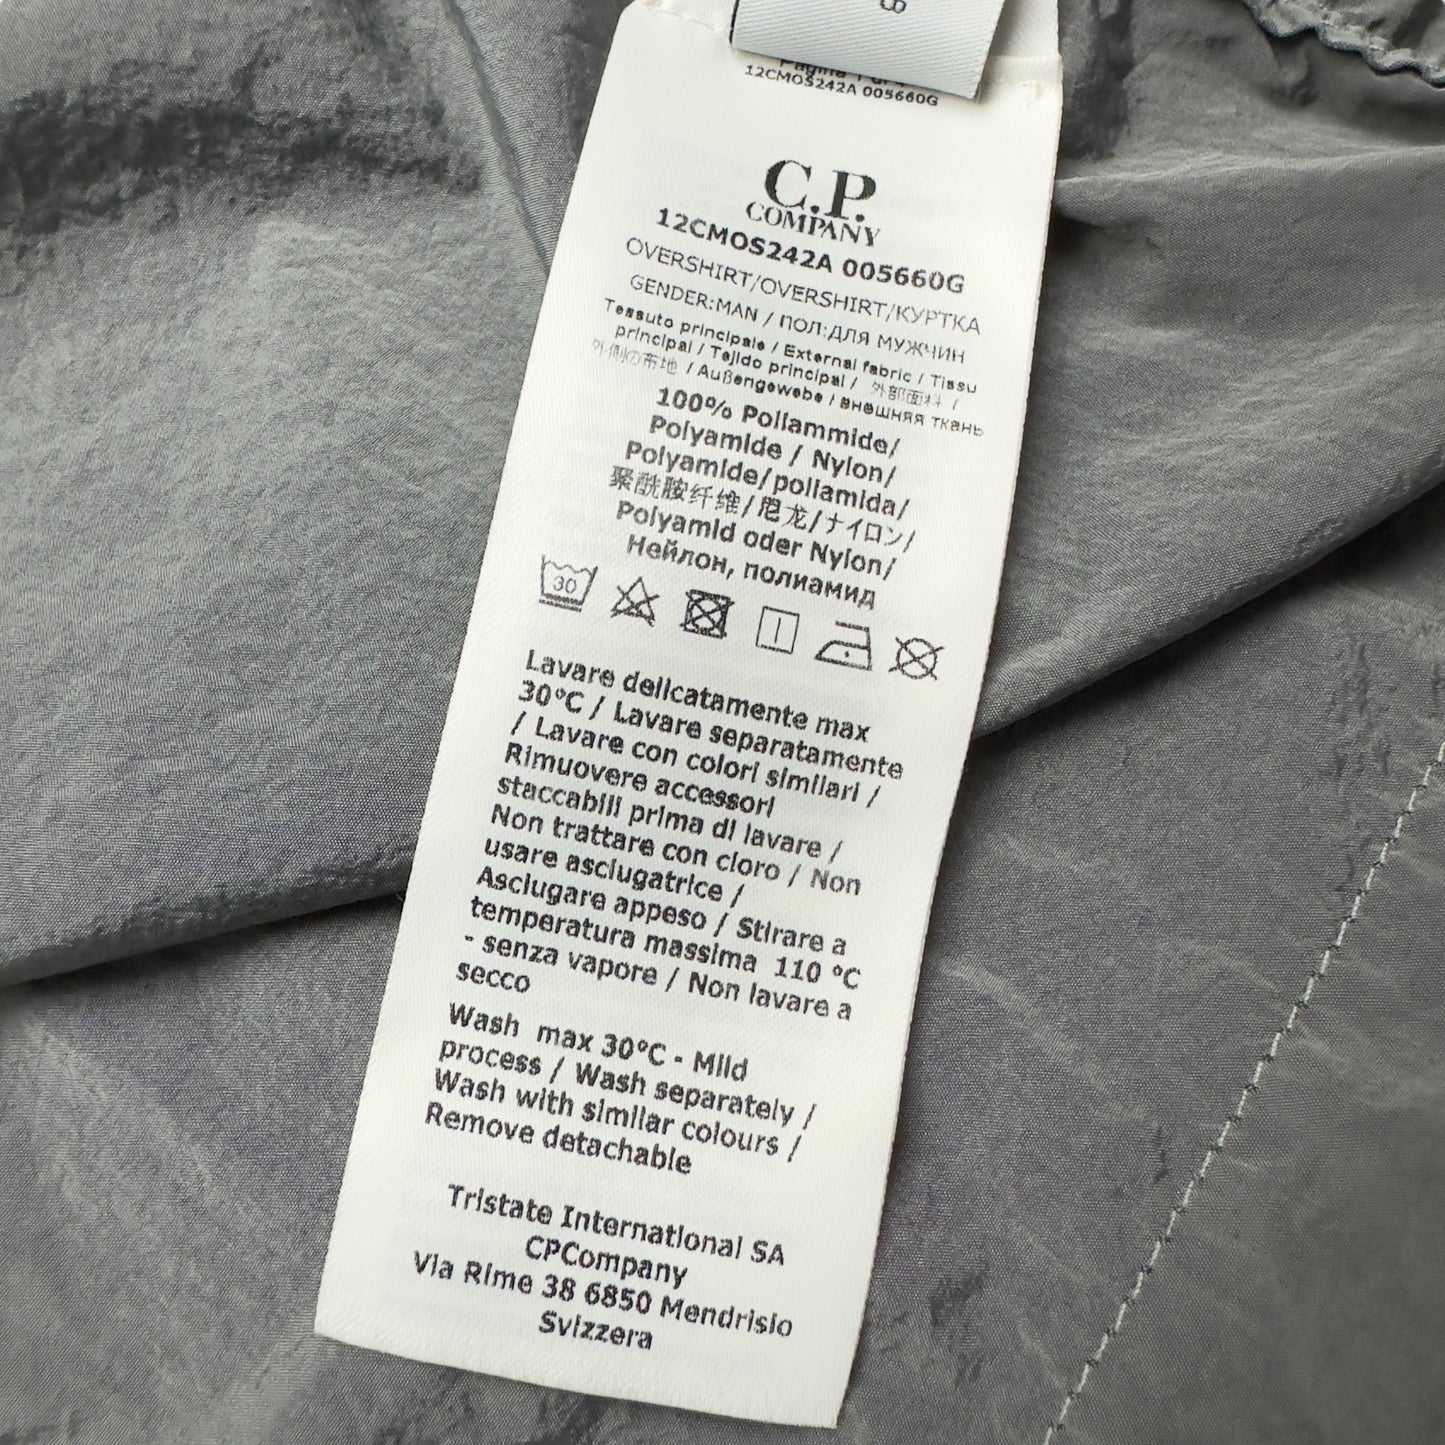 8
12CMOS242A 005660G
C.P.
COMPANY
12CMOS242A 005660G
OVERSHIRT/OVERSHIRT/КУРТКА
GENDER:MAN / ПОЛ:ДЛЯ МУЖЧИН
Tessuto principale / External fabric / Tissu
principal / Tejido principal / 外部面料 /
外側の布地 / Außengewebe / внешняя ткань
100% Poliammide/
Polyamide / Nylon/
Polyamide/poliamida/
聚酰胺纤维/尼龙/ナイロン/
Polyamid oder Nylon/
Нейлон, полиамид
30
Lavare delicatamente max
30°C / Lavare separatamente
/ Lavare con colori similari /
Rimuovere accessori
staccabili prima di lavare /
Non trattare con cloro / Non
usare asciugatrice /
Asciugare appeso / Stirare a
temperatura massima 110 °C
- senza vapore / Non lavare a
secco
Wash max 30°C - Mild
process / Wash separately /
Wash with similar colours /
Remove detachable
Tristate International SA
CPCompany
Via Rime 38 6850 Mendrisio
Svizzera